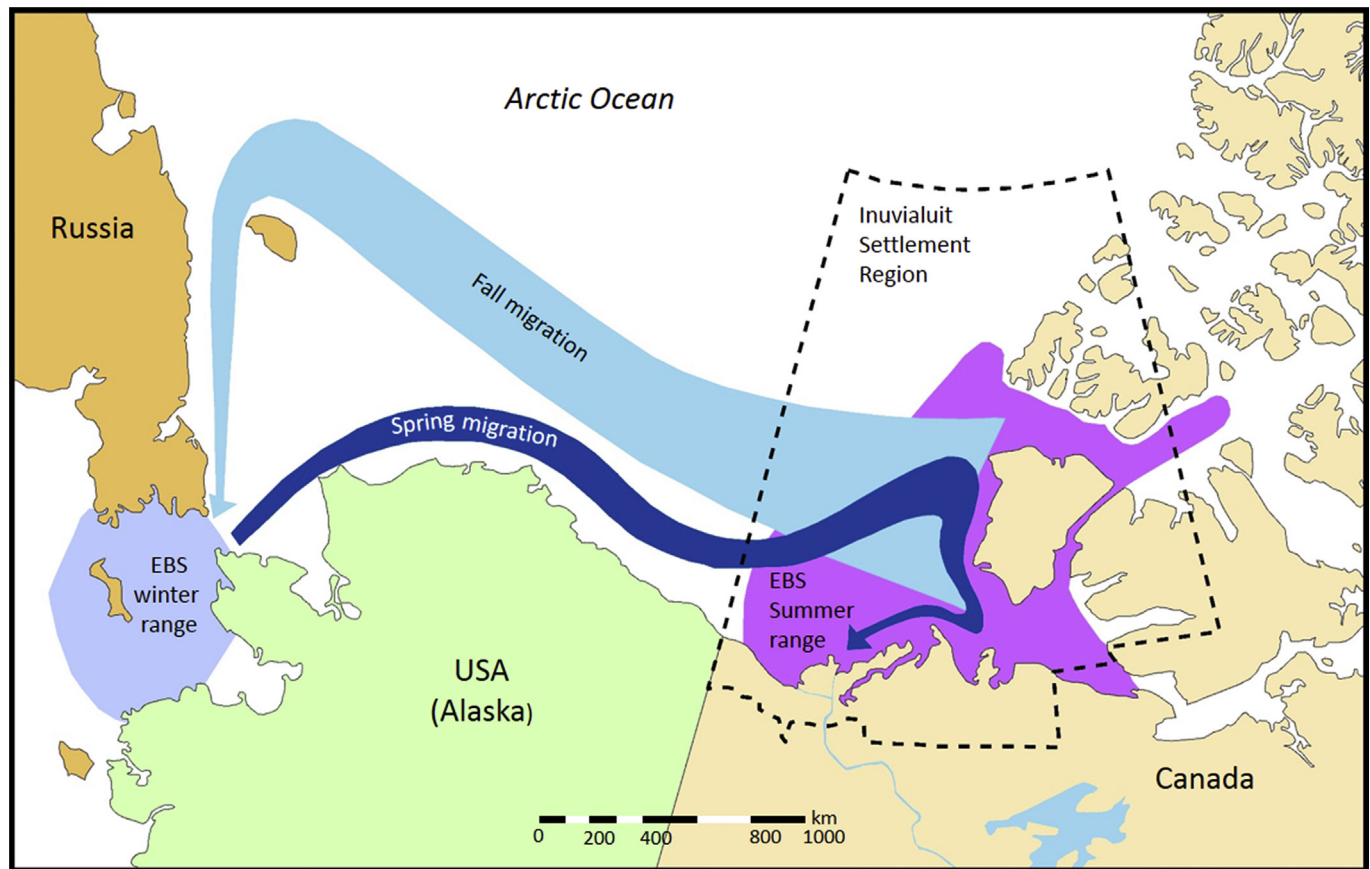 Arctic Ocean
Russia
Inuvialuit
Settlement
Region
Fall migration
Spring migration
EBS
winter
range
EBS
Summer
range
USA
(Alaska)
Canada
km
0 200 400 800 1000